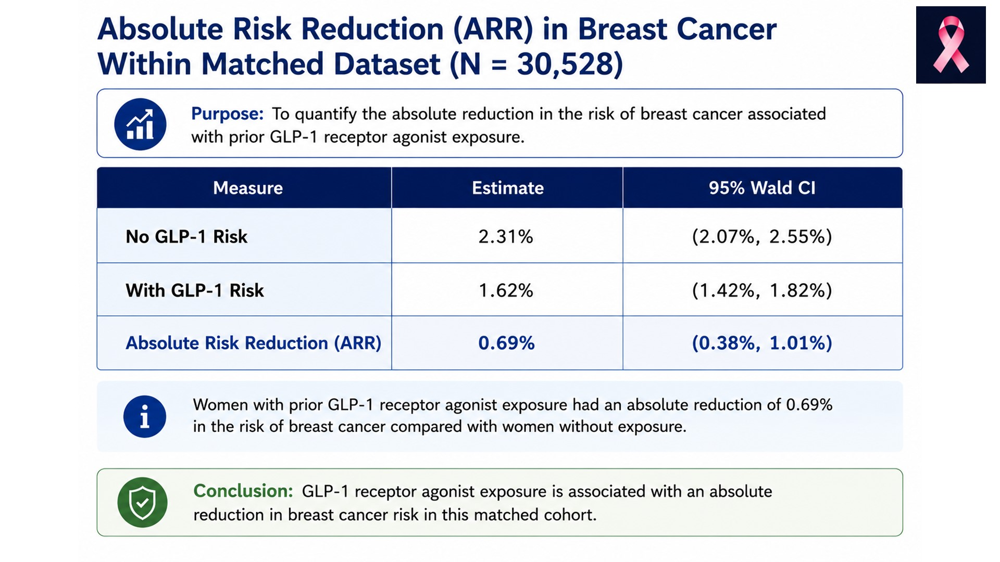 Absolute Risk Reduction (ARR) in Breast Cancer
Within Matched Dataset (N = 30,528)
Purpose: To quantify the absolute reduction in the risk of breast cancer associated
with prior GLP-1 receptor agonist exposure.
Measure Estimate 95% Wald CI
No GLP-1 Risk 2.31% (2.07%, 2.55%)
With GLP-1 Risk 1.62% (1.42%, 1.82%)
Absolute Risk Reduction (ARR) 0.69% (0.38%, 1.01%)
Women with prior GLP-1 receptor agonist exposure had an absolute reduction of 0.69%
in the risk of breast cancer compared with women without exposure.
Conclusion: GLP-1 receptor agonist exposure is associated with an absolute
reduction in breast cancer risk in this matched cohort.